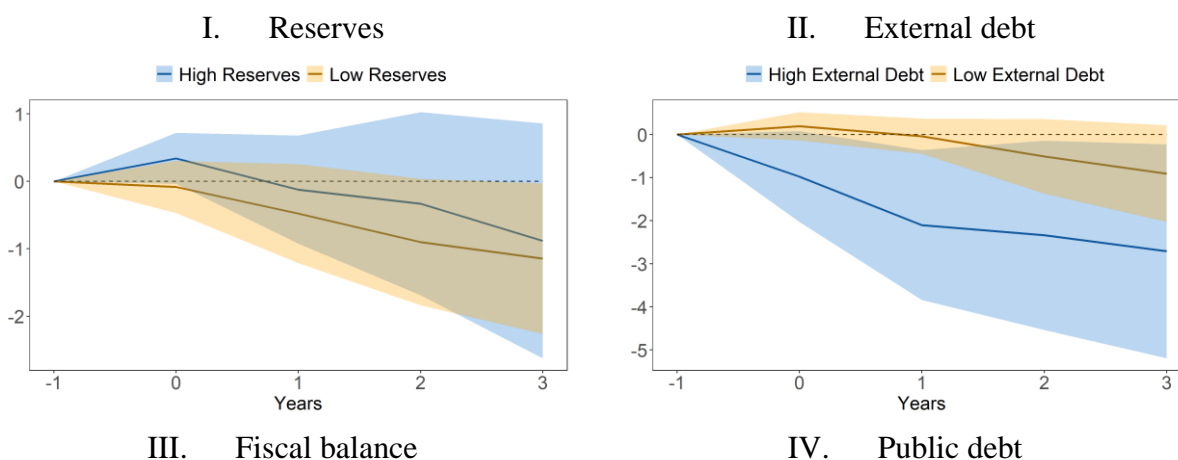 I. Reserves
High Reserves Low Reserves
1
0
-1
-2
-1 0 1 2 3
Years
II. External debt
High External Debt Low External Debt
0
-1
-2
-3
-4
-5
-1 0 1 2 3
Years
III. Fiscal balance
IV. Public debt